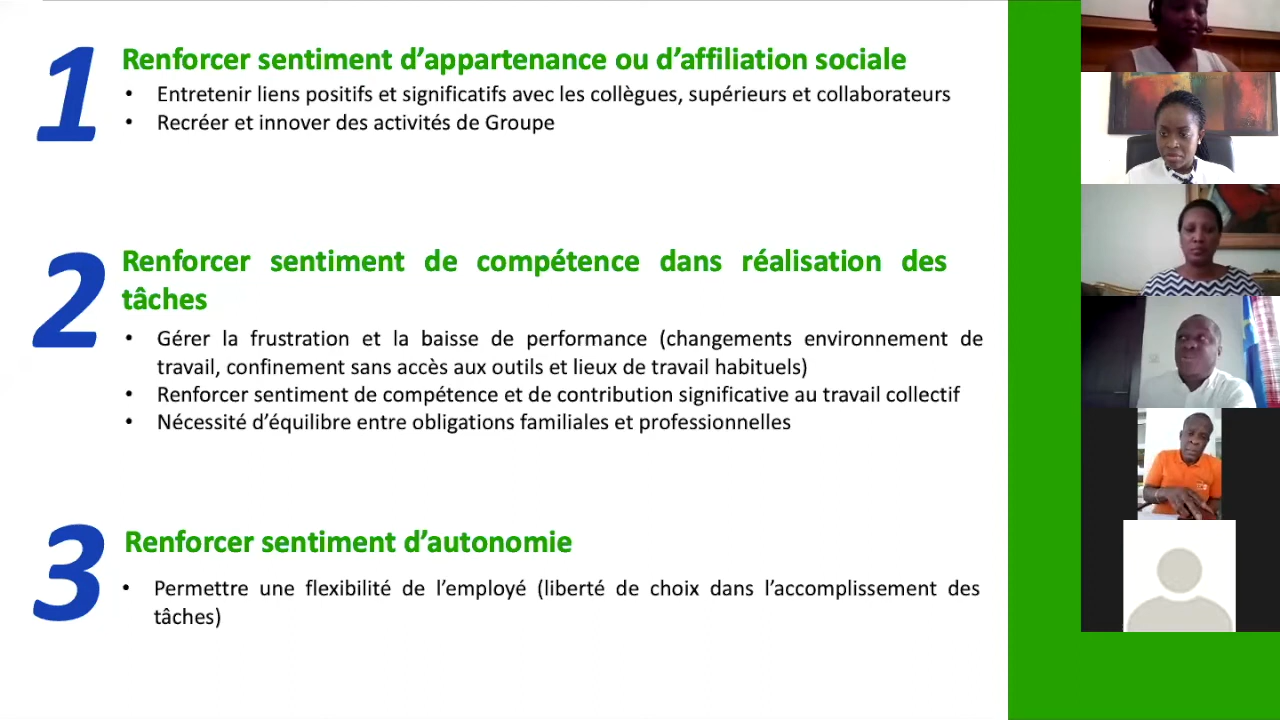 1
Renforcer sentiment d’appartenance ou d’affiliation sociale
• Entretenir liens positifs et significatifs avec les collègues, supérieurs et collaborateurs
• Recréer et innover des activités de Groupe
2
Renforcer sentiment de compétence dans réalisation des
tâches
• Gérer la frustration et la baisse de performance (changements environnement de
travail, confinement sans accès aux outils et lieux de travail habituels)
• Renforcer sentiment de compétence et de contribution significative au travail collectif
• Nécessité d’équilibre entre obligations familiales et professionnelles
3
Renforcer sentiment d’autonomie
• Permettre une flexibilité de l’employé (liberté de choix dans l’accomplissement des
tâches)